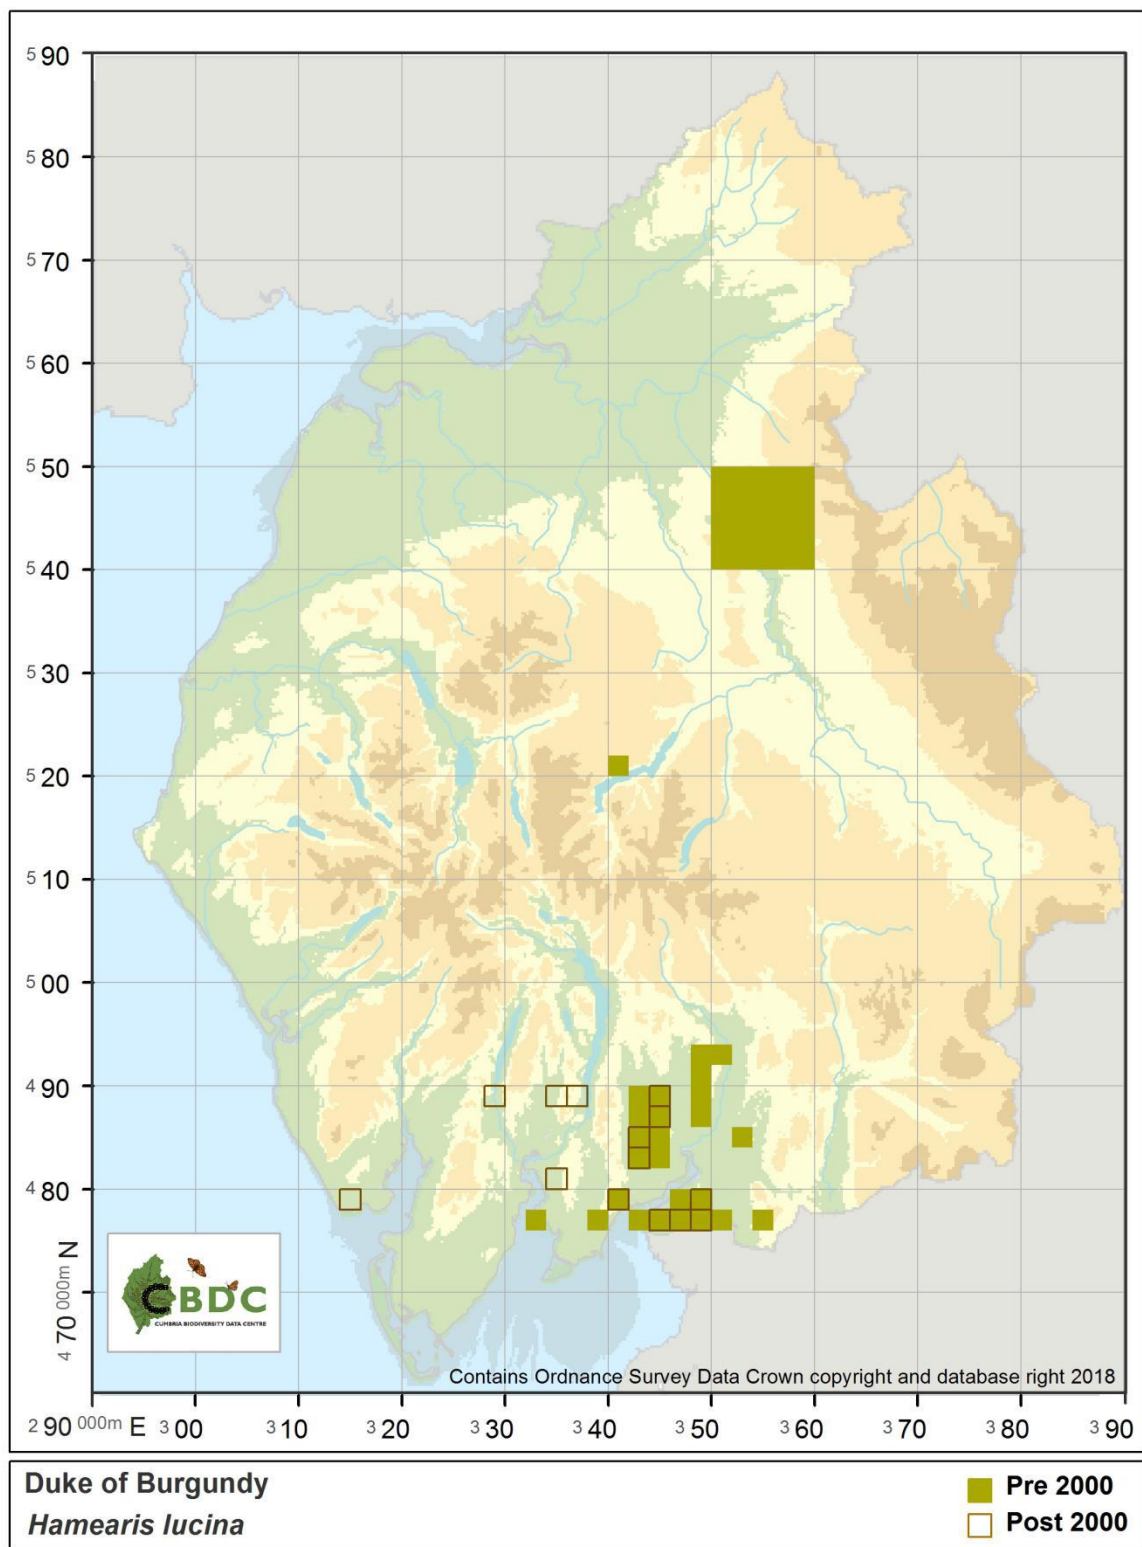 5 90
5 80
5 70
5 60
5 50
5 40
5 30
5 20
5 10
5 00
4 90
4 80
4 70 000m N
CBDC
CUMBRIA BIODIVERSITY DATA CENTRE
Contains Ordnance Survey Data Crown copyright and database right 2018
2 90 000m E 3 00 3 10 3 20 3 30 3 40 3 50 3 60 3 70 3 80 3 90
Duke of Burgundy
Hamearis lucina
Pre 2000
Post 2000